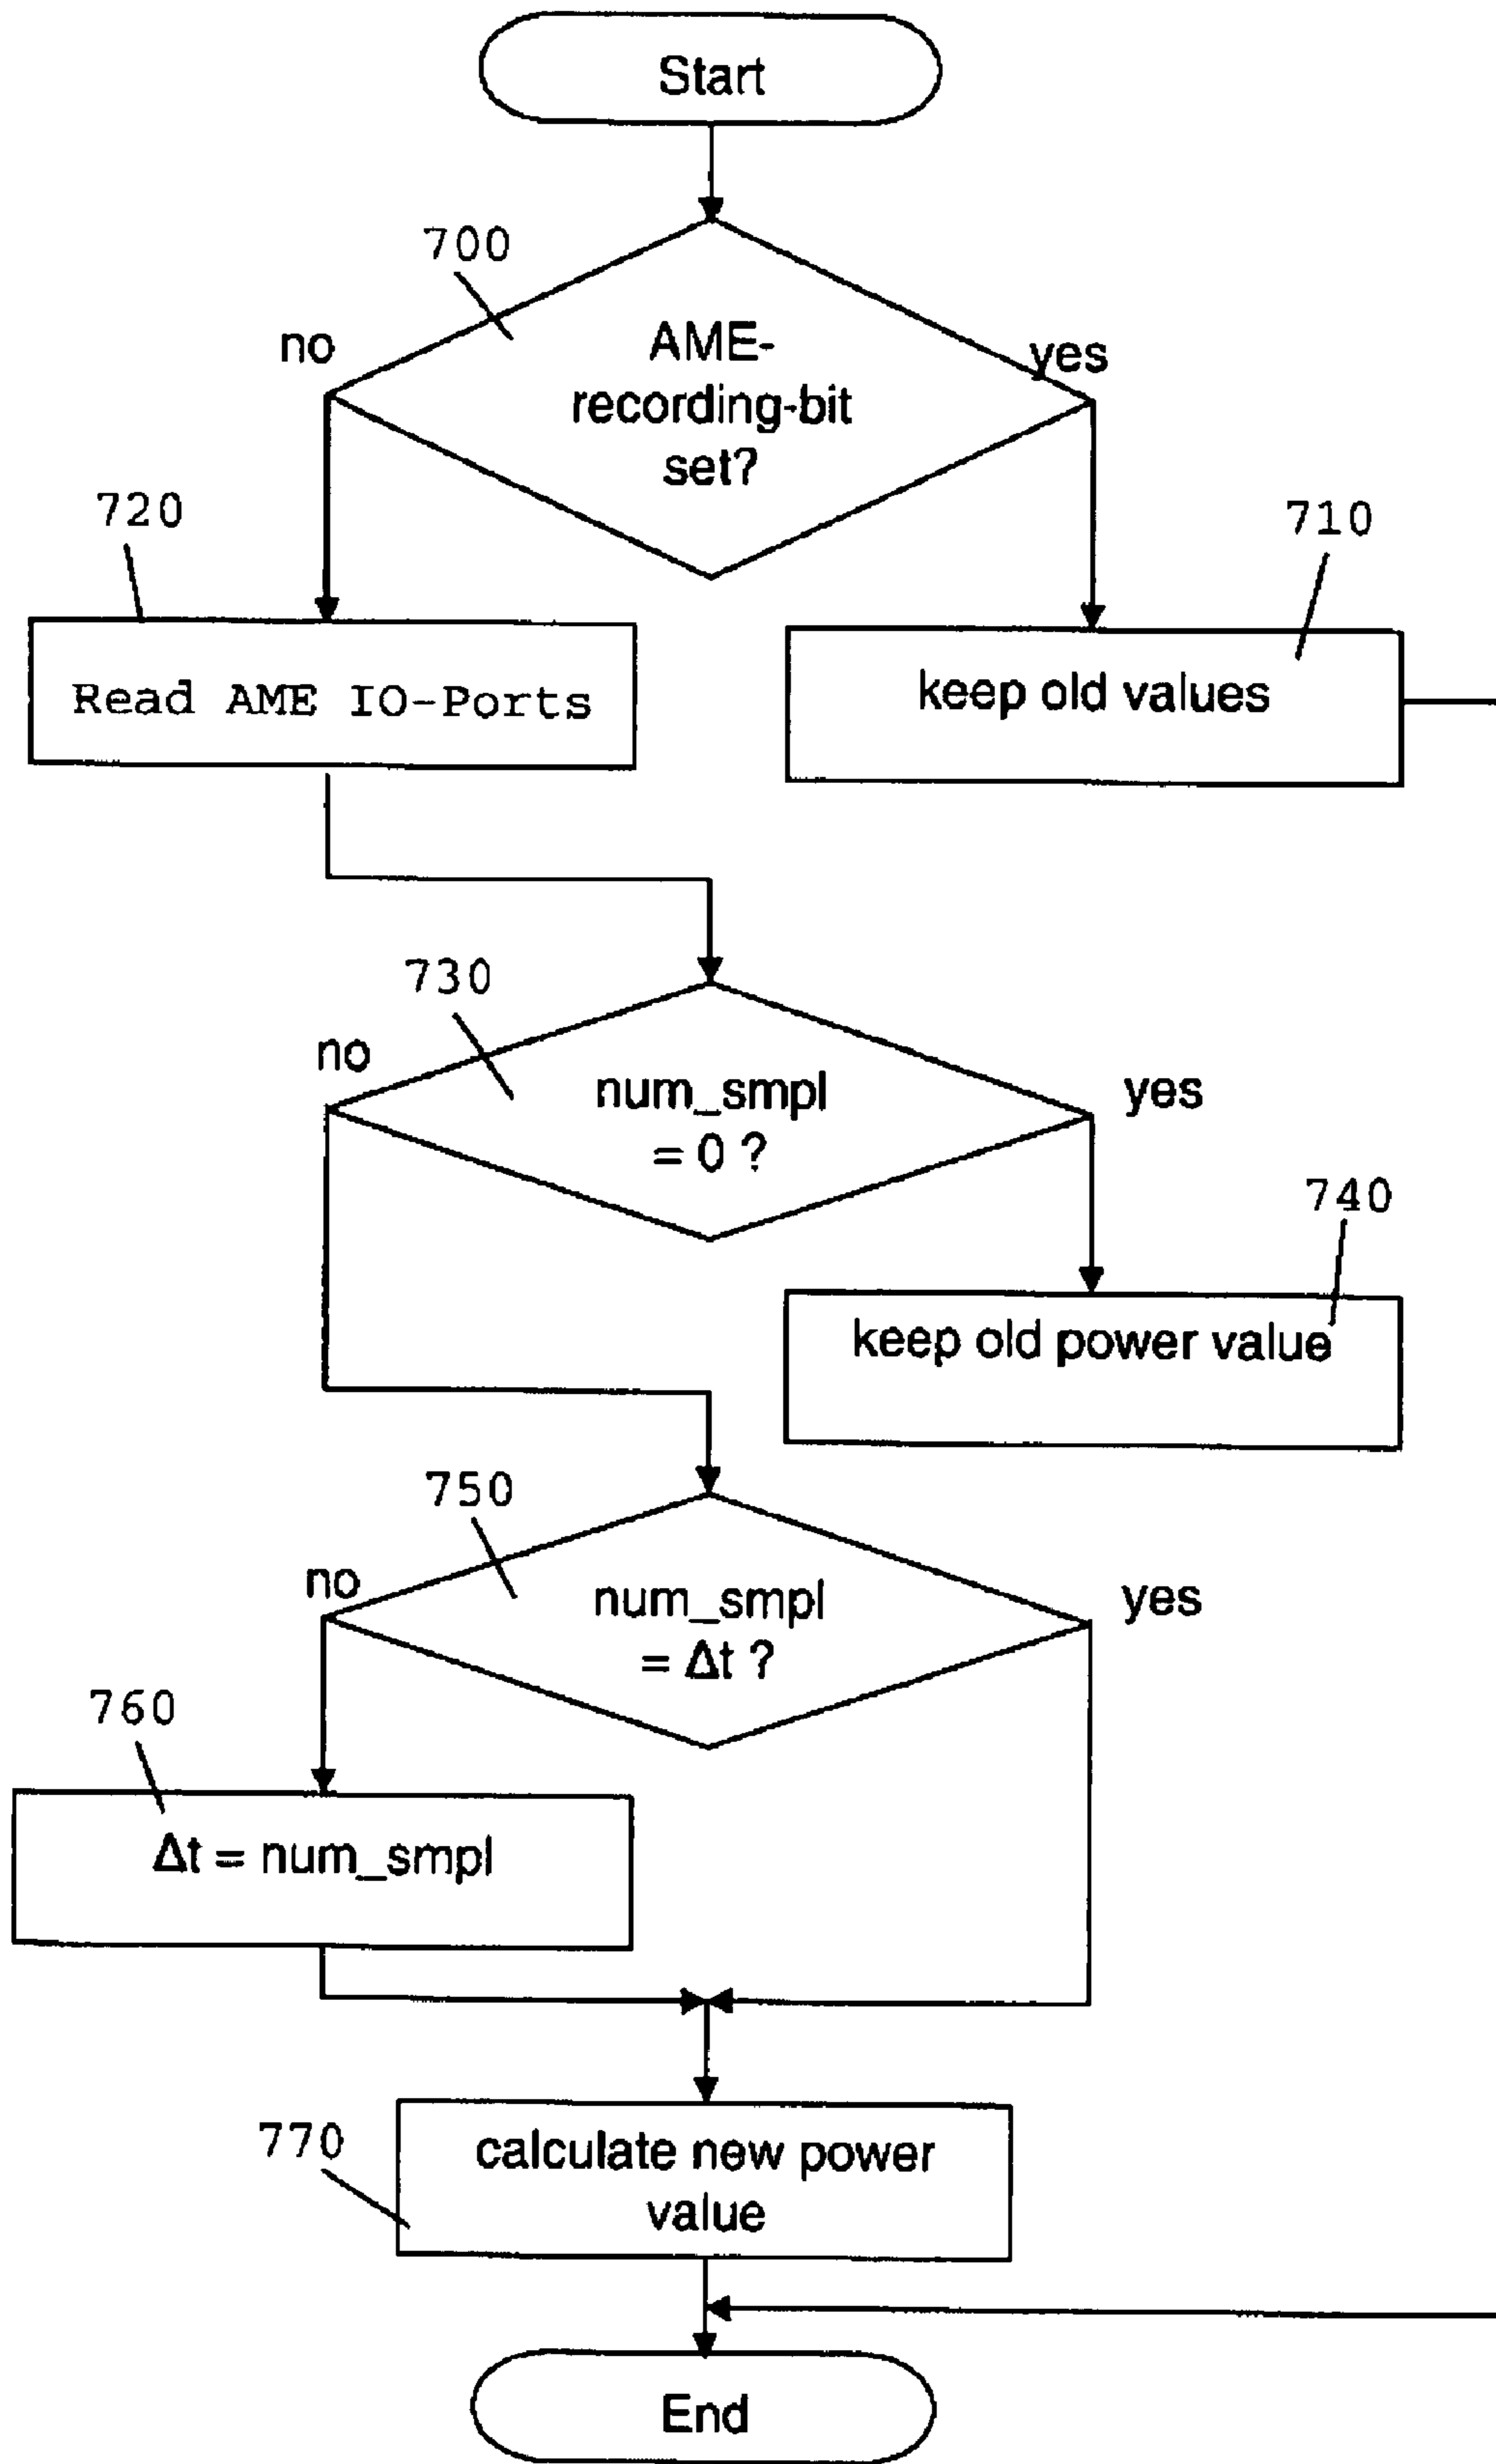 Start
700
no
yes
AME-
recording-bit
set?
720
710
Read AME IO-Ports
keep old values
730
no
yes
num_smpl
= 0 ?
740
keep old power value
750
no
yes
num_smpl
= Δt ?
760
Δt = num_smpl
770
calculate new power
value
End